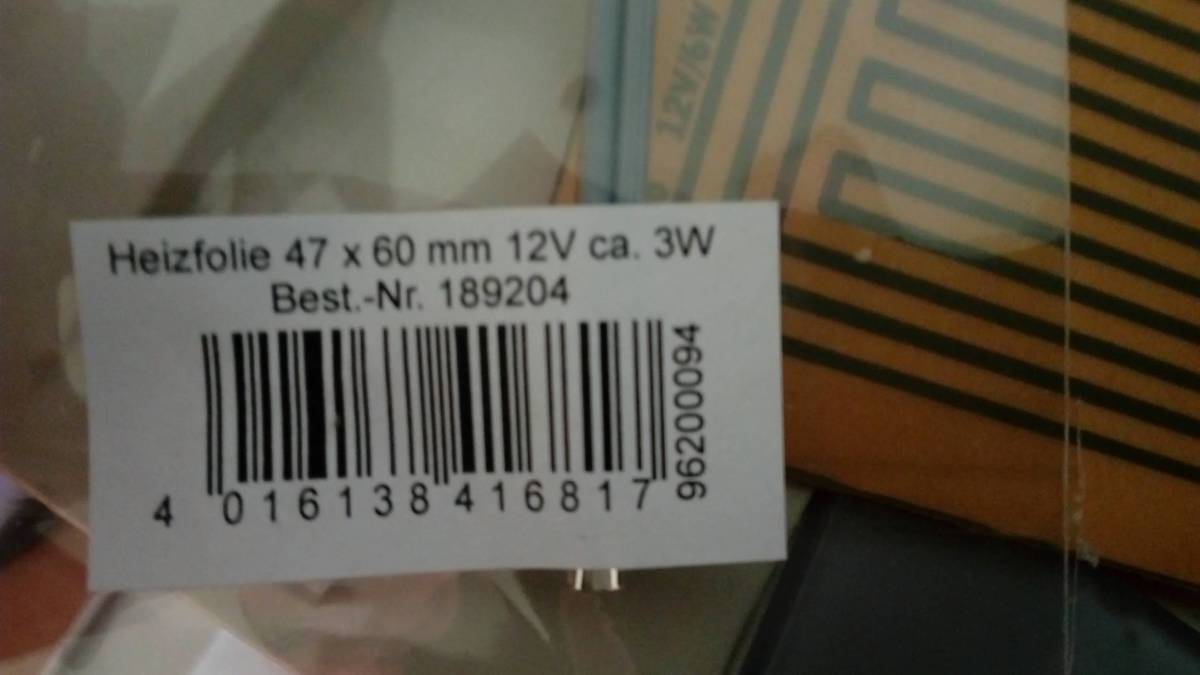 12V/6W
Heizfolie 47 x 60 mm 12V ca. 3W
Best.-Nr. 189204
4 016138 416817
96200094